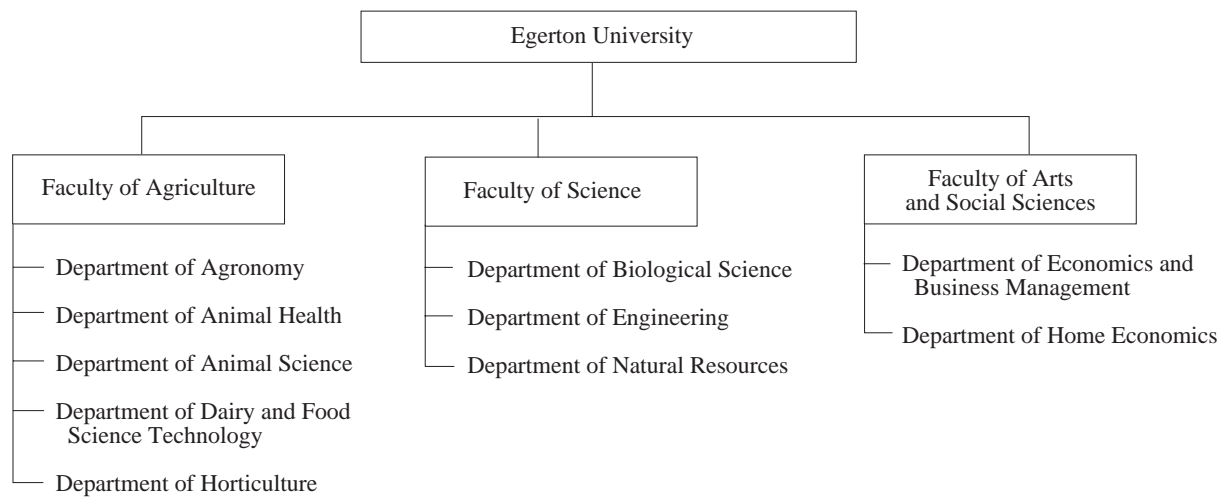 Egerton University
Faculty of Agriculture
Department of Agronomy
Department of Animal Health
Department of Animal Science
Department of Dairy and Food
Science Technology
Department of Horticulture
Faculty of Science
Department of Biological Science
Department of Engineering
Department of Natural Resources
Faculty of Arts
and Social Sciences
Department of Economics and
Business Management
Department of Home Economics